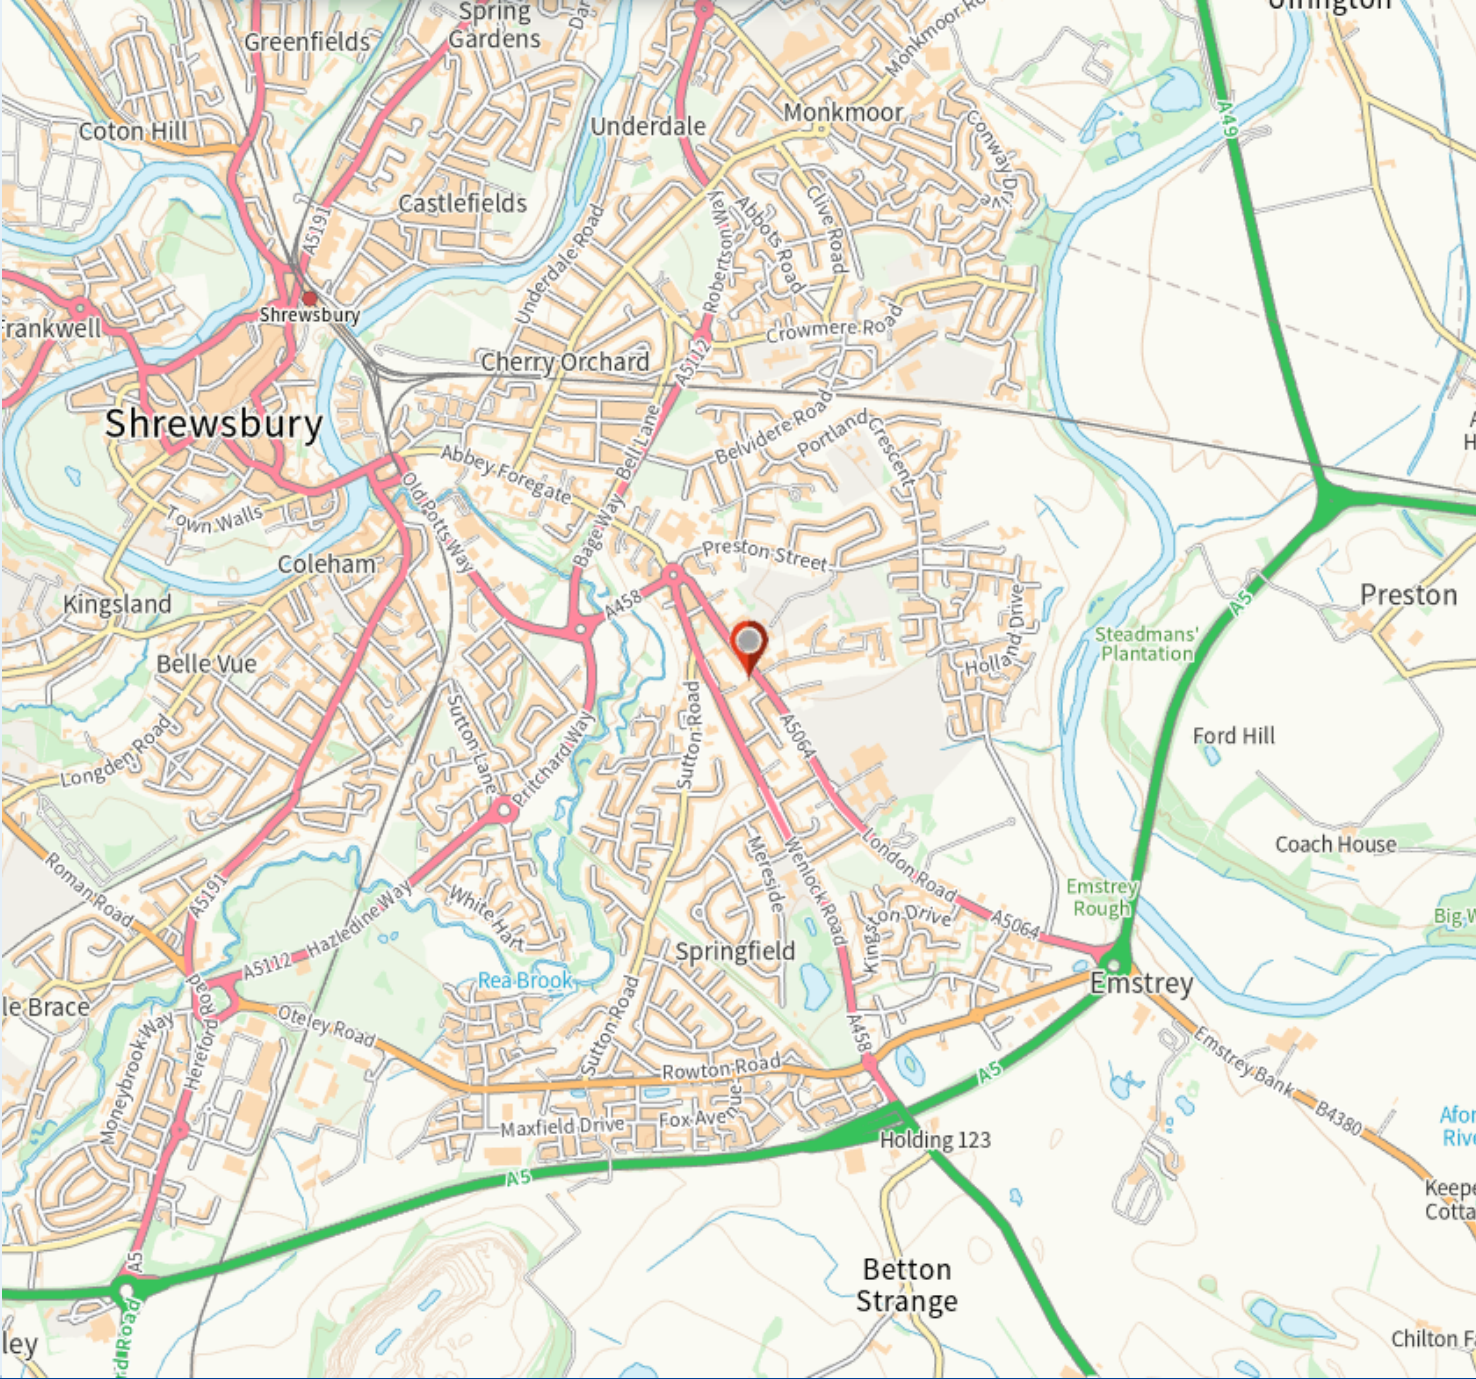 Spring
Gardens
Greenfields
Monkmoor
Coton Hill
Underdale
Monkmoor
A49
Conway Drive
Castlefields
A5191
Underdale Road
Robertson Way
Abbots Road
Clive Road
Shrewsbury
Frankwell
Crowmere Road
Cherry Orchard
A5112
Shrewsbury
Belvidere Road
Portland Crescent
Bell Lane
Abbey Foregate
Old Potts Way
Town Walls
Bage Way
Preston Street
Coleham
A458
Kingsland
A5
Preston
Holland Drive
Steadmans'
Plantation
Belle Vue
Sutton Lane
Pritchard Way
Sutton Road
A5064
Ford Hill
Longden Road
Coach House
Roman Road
A5191
White Hart
Mereside
Wenlock Road
London Road
Emstrey
Rough
Kingston Drive
A5064
Big
Hazledine Way
A5112
Springfield
Rea Brook
Emstrey
le Brace
Hereford Road
Oteley Road
Moneybrook Way
Sutton Road
A458
Rowton Road
A5
Emstrey Bank
B4380
Maxfield Drive
Fox Avenue
Holding 123
A5
A5
Betton
Strange
Chilton
ley